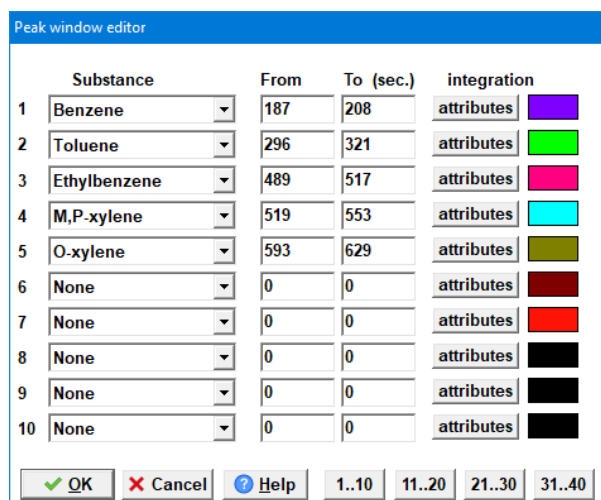 Peak window editor
Substance From To (sec.) integration
1 Benzene 187 208 attributes
2 Toluene 296 321 attributes
3 Ethylbenzene 489 517 attributes
4 M,P-xylene 519 553 attributes
5 O-xylene 593 629 attributes
6 None 0 0 attributes
7 None 0 0 attributes
8 None 0 0 attributes
9 None 0 0 attributes
10 None 0 0 attributes
OK Cancel ? Help 1..10 11..20 21..30 31..40